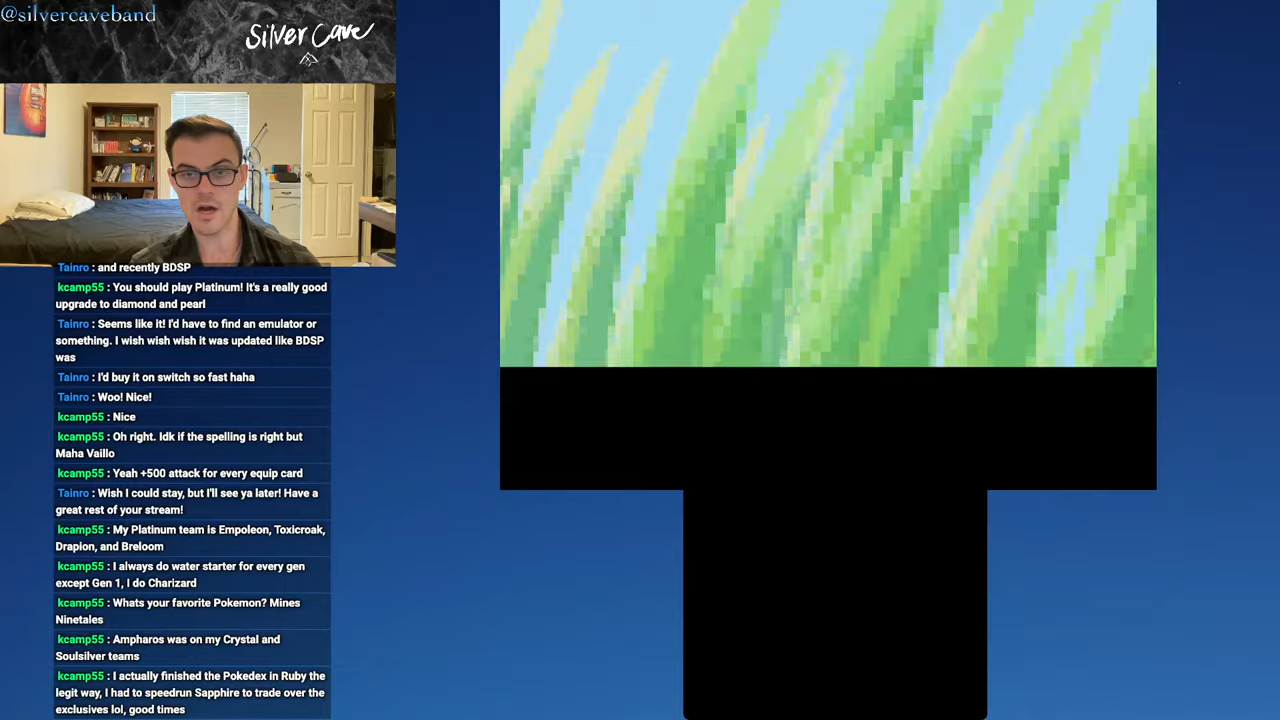 @silvercaveband
Silver Cave
Tainro : and recently BDSP
kcamp55 : You should play Platinum! It's a really good
upgrade to diamond and pearl
Tainro : Seems like it! I'd have to find an emulator or
something. I wish wish wish it was updated like BDSP
was
Tainro : I'd buy it on switch so fast haha
Tainro : Woo! Nice!
kcamp55 : Nice
kcamp55 : Oh right. Idk if the spelling is right but
Maha Vaillo
kcamp55 : Yeah +500 attack for every equip card
Tainro : Wish I could stay, but I'll see ya later! Have a
great rest of your stream!
kcamp55 : My Platinum team is Empoleon, Toxicroak,
Drapion, and Breloom
kcamp55 : I always do water starter for every gen
except Gen 1, I do Charizard
kcamp55 : Whats your favorite Pokemon? Mines
Ninetales
kcamp55 : Ampharos was on my Crystal and
Soulsilver teams
kcamp55 : I actually finished the Pokedex in Ruby the
legit way, I had to speedrun Sapphire to trade over the
exclusives lol, good times